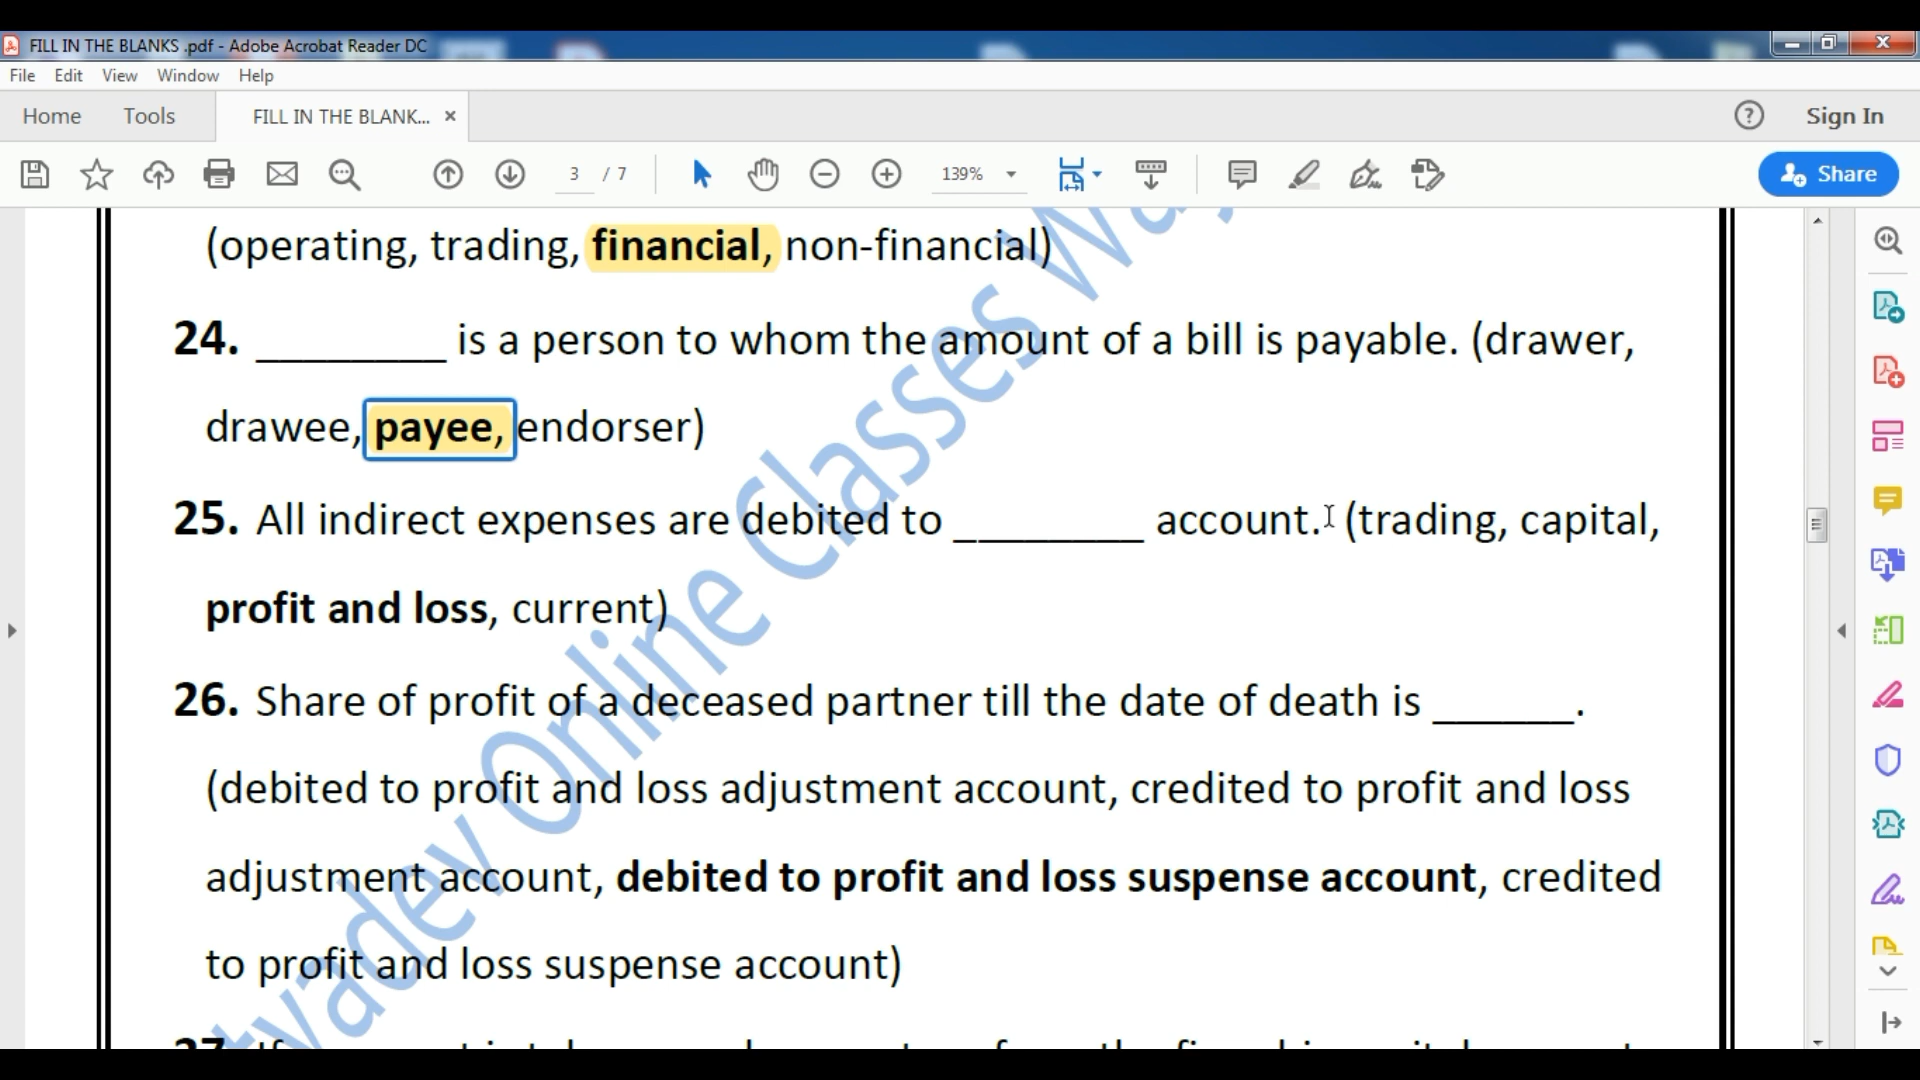 FILL IN THE BLANKS .pdf - Adobe Acrobat Reader DC
File Edit View Window Help
Home Tools FILL IN THE BLANK... × Sign In
3 / 7 139% Share
(operating, trading, financial, non-financial)
24. ________ is a person to whom the amount of a bill is payable. (drawer,
drawee, payee, endorser)
25. All indirect expenses are debited to ________ account. (trading, capital,
profit and loss, current)
26. Share of profit of a deceased partner till the date of death is ______.
(debited to profit and loss adjustment account, credited to profit and loss
adjustment account, debited to profit and loss suspense account, credited
to profit and loss suspense account)
Online Classes